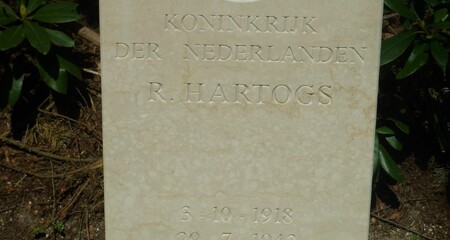 KONINKRIJK
DER NEDERLANDEN
R. HARTOGS
3-10-1918